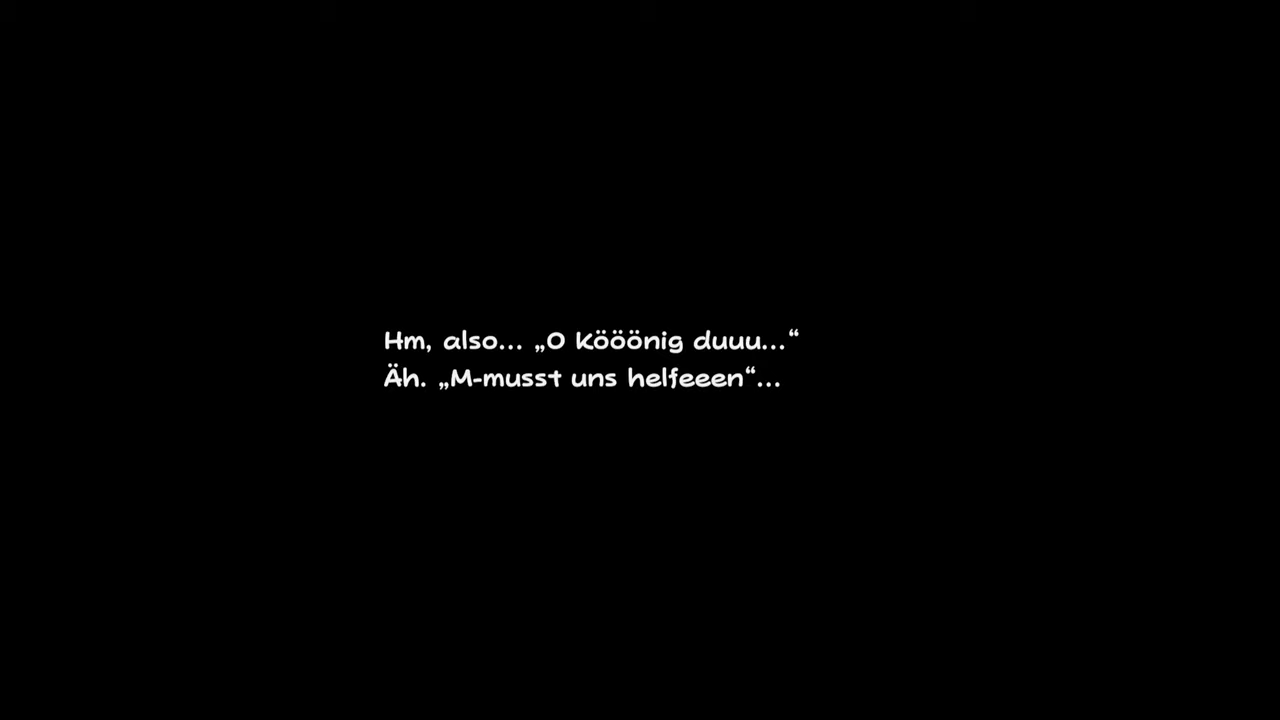 Hm, also... „O Kööönig duuu...“
Äh. „M-musst uns helfeeen“...